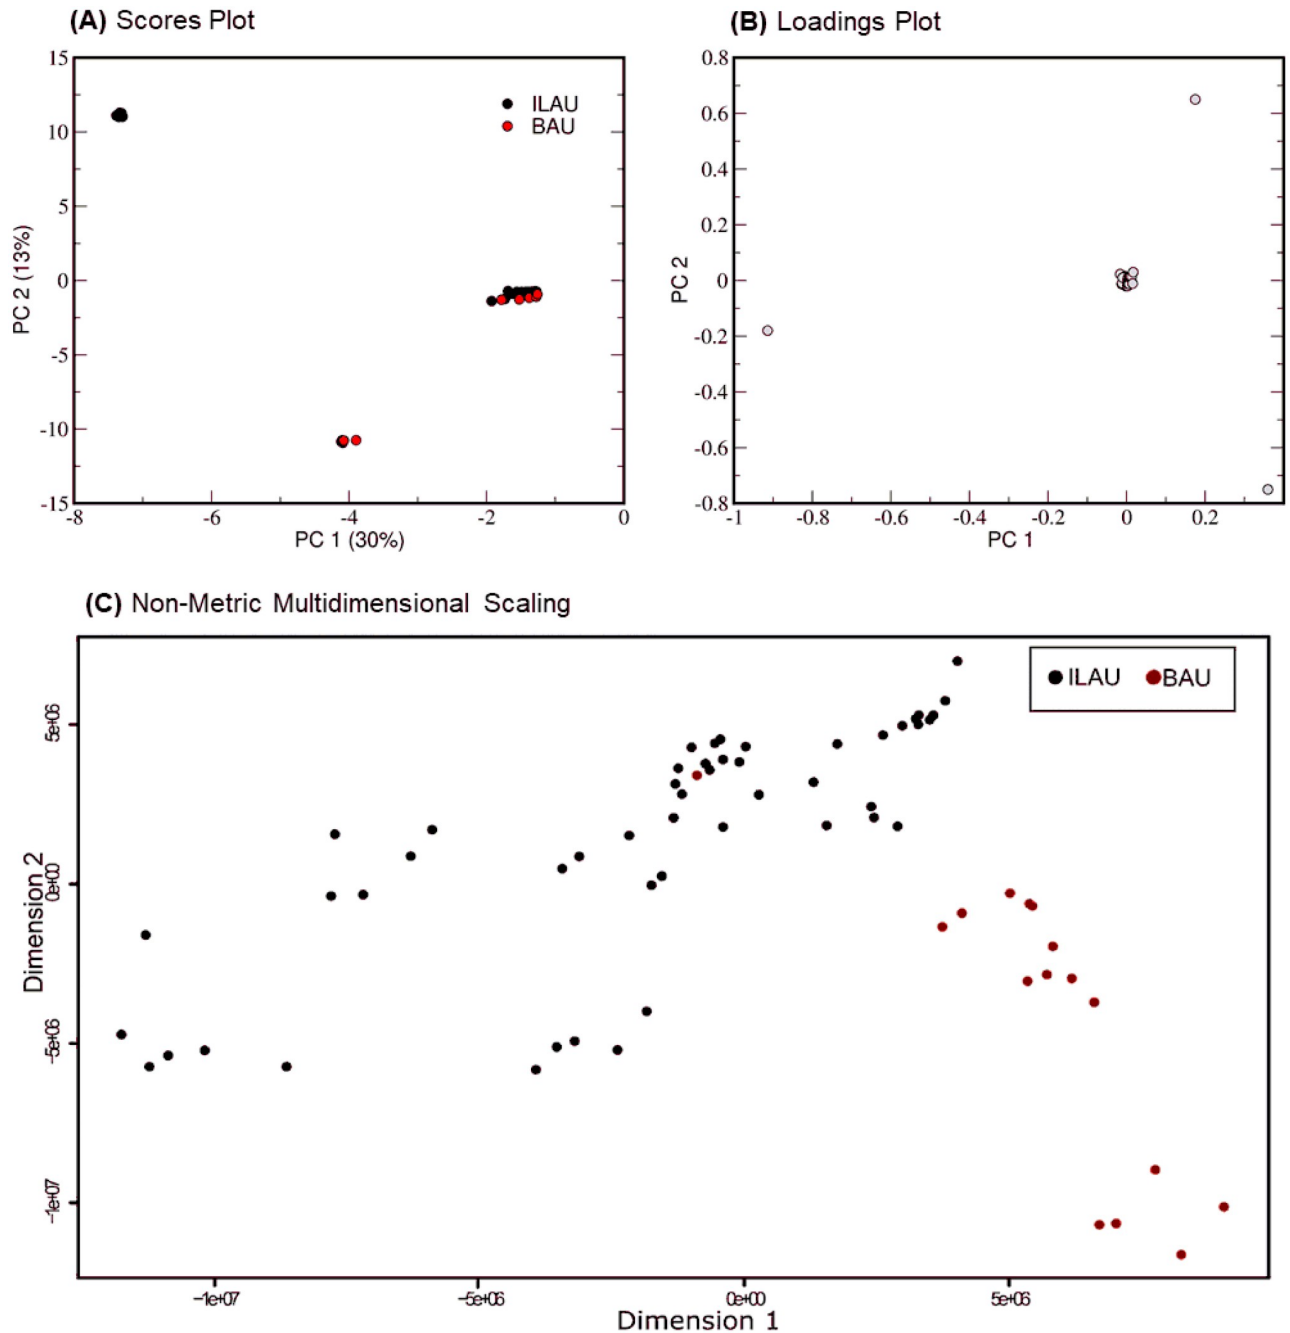 (A) Scores Plot
15
10
5
0
-5
-10
-15
PC 2 (13%)
ILAU
BAU
-8
-6
-4
-2
0
PC 1 (30%)
(B) Loadings Plot
0.8
0.6
0.4
0.2
0
-0.2
-0.4
-0.6
-0.8
PC 2
-1
-0.8
-0.6
-0.4
-0.2
0
0.2
PC 1
(C) Non-Metric Multidimensional Scaling
ILAU
BAU
5e+06
0e+00
-5e+06
-1e+07
Dimension 2
-1e+07
-5e+06
0e+00
5e+06
Dimension 1